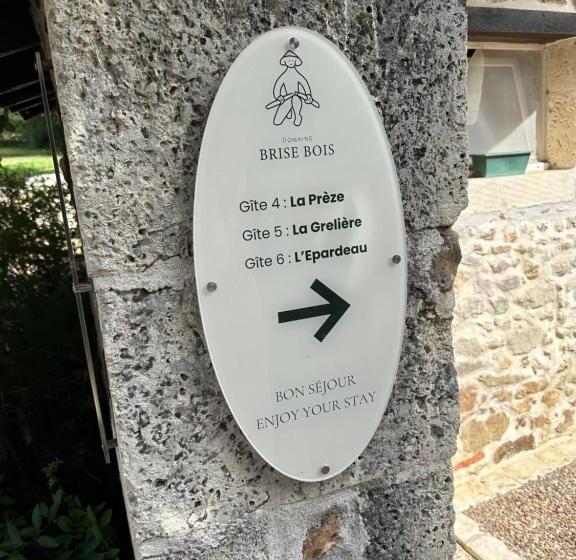 DOMAINE
BRISE BOIS
Gîte 4 : La Prèze
Gîte 5 : La Grelière
Gîte 6 : L'Epardeau
BON SÉJOUR
ENJOY YOUR STAY